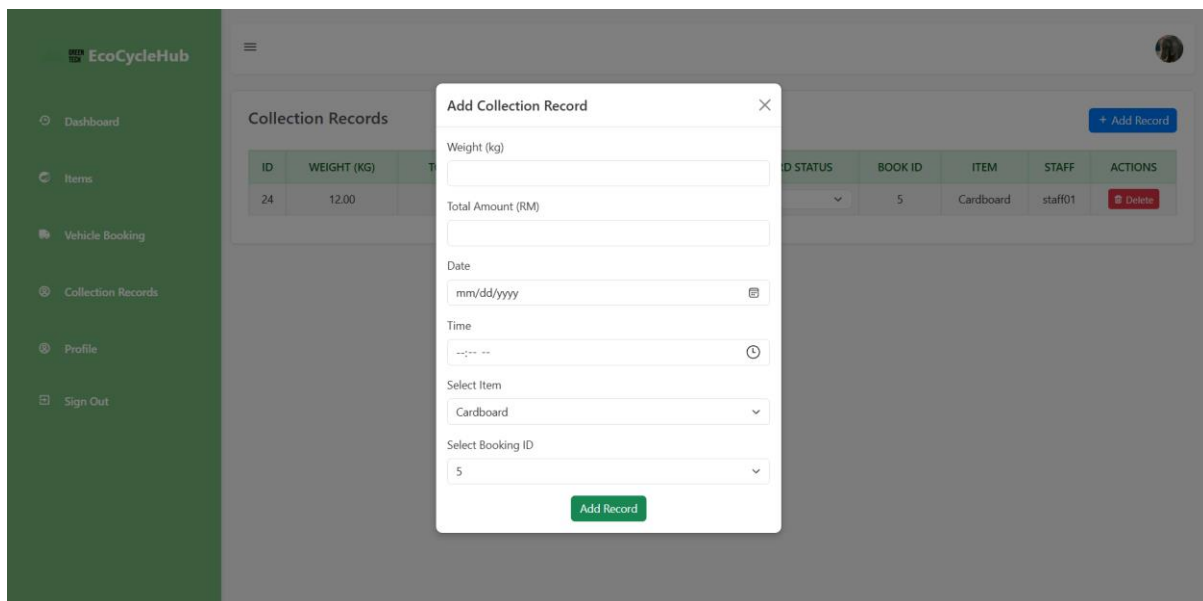 GREEN
TECH
EcoCycleHub
Dashboard
Items
Vehicle Booking
Collection Records
Profile
Sign Out
Collection Records
+ Add Record
ID WEIGHT (KG) D STATUS BOOK ID ITEM STAFF ACTIONS
24 12.00 5 Cardboard staff01 Delete
Add Collection Record
Weight (kg)
Total Amount (RM)
Date
mm/dd/yyyy
Time
--:-- --
Select Item
Cardboard
Select Booking ID
5
Add Record